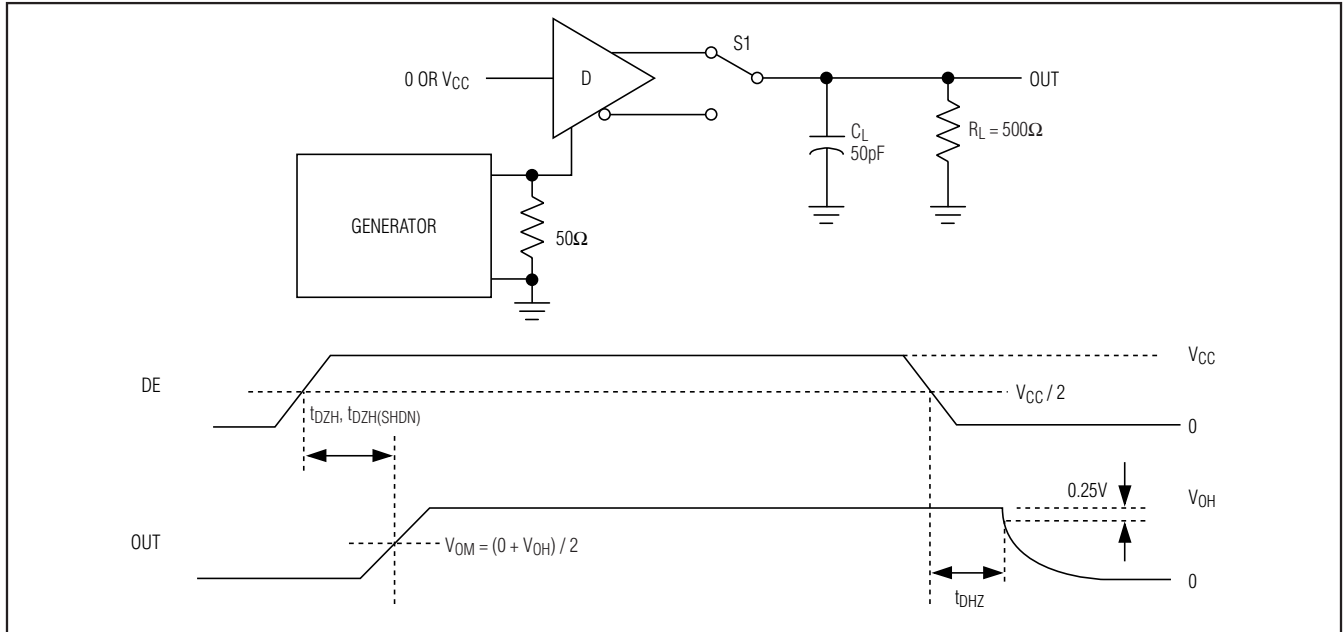 S1
0 OR VCC
D
OUT
CL
50pF
RL = 500Ω
GENERATOR
50Ω
VCC
DE
VCC / 2
tDZH, tDZH(SHDN)
0
0.25V
VOH
OUT
VOM = (0 + VOH) / 2
0
tDHZ